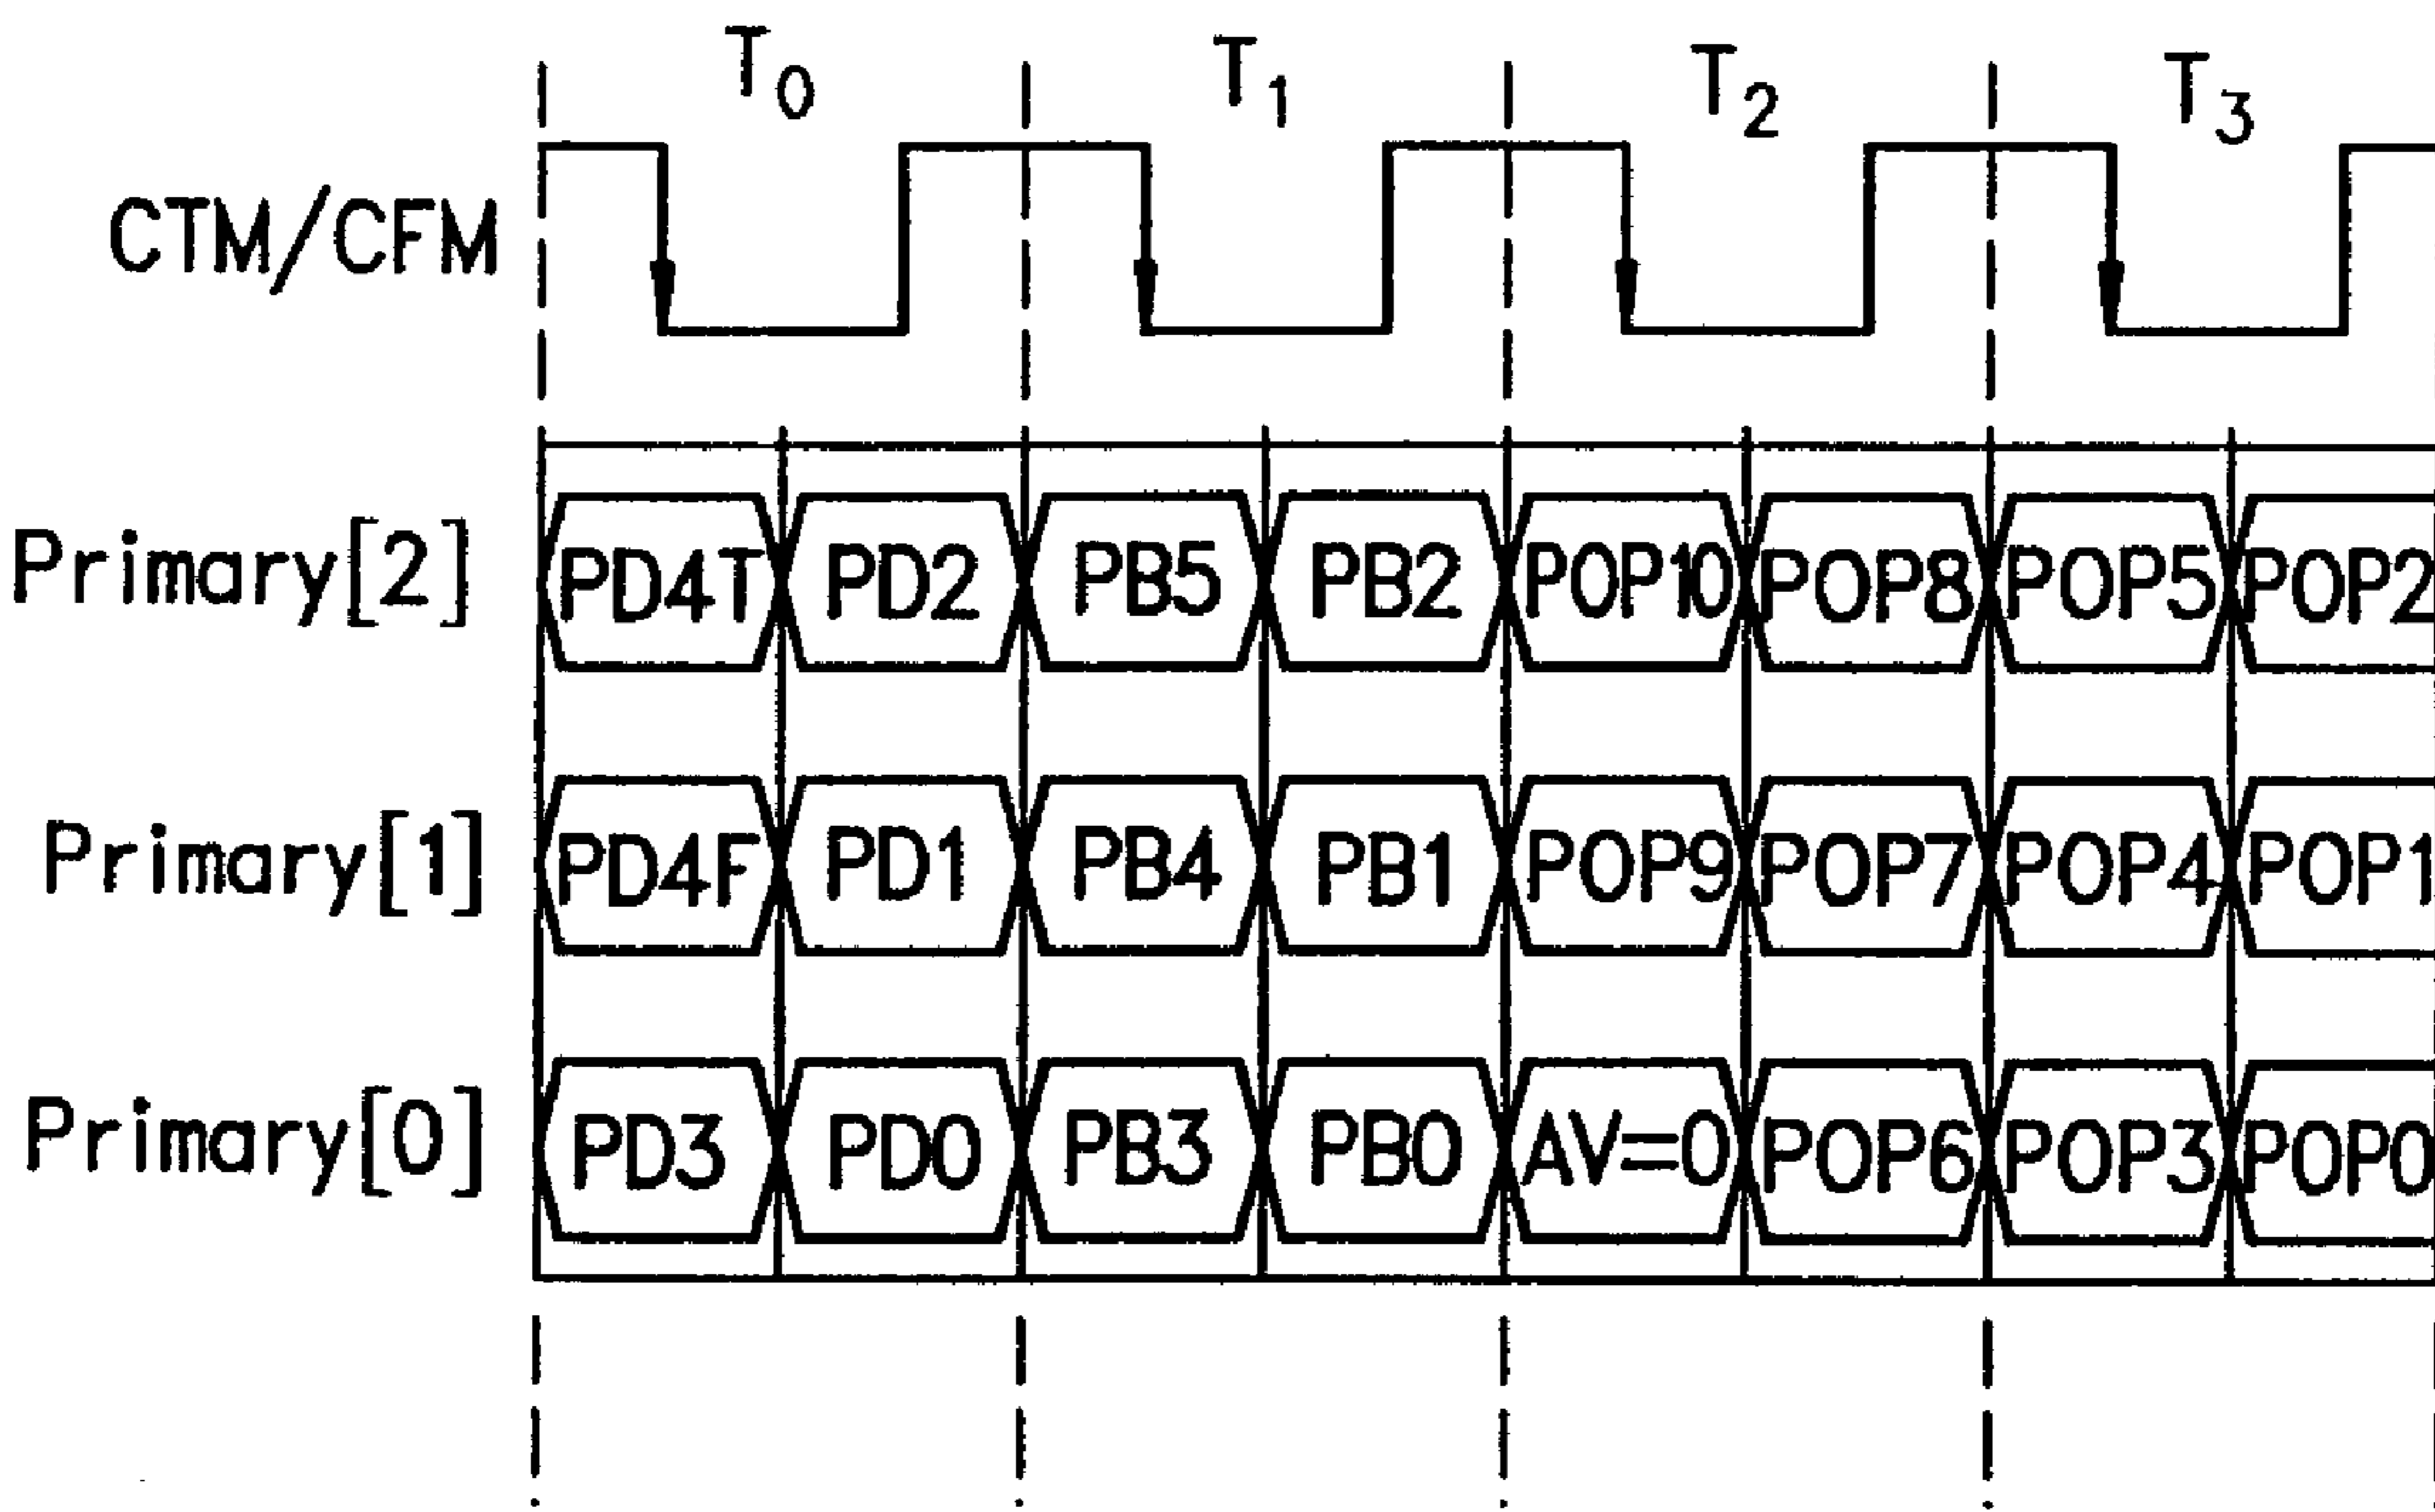 T0 T1 T2 T3
CTM/CFM
Primary[2] PD4T PD2 PB5 PB2 POP10 POP8 POP5 POP2
Primary[1] PD4F PD1 PB4 PB1 POP9 POP7 POP4 POP1
Primary[0] PD3 PD0 PB3 PB0 AV=0 POP6 POP3 POP0